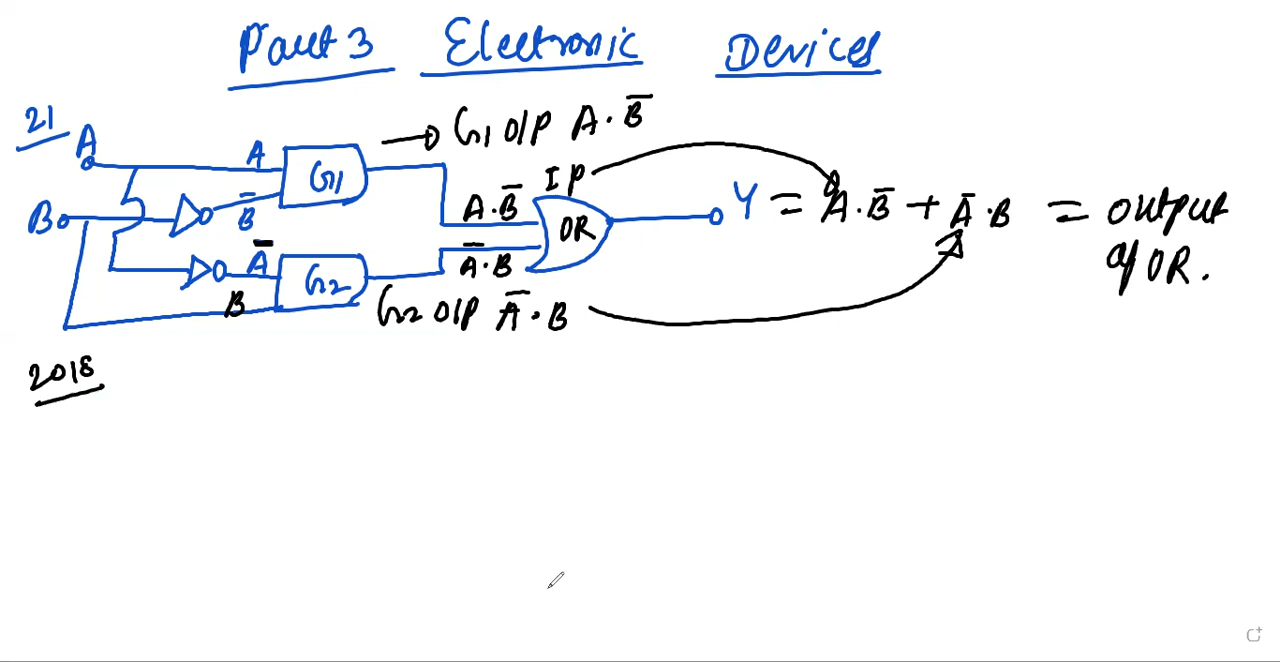 Part 3 Electronic Devices
21
A
A
G1
→ G1 O/P A·B̅
B
B̅
A·B̅
IP
OR
Y = A·B̅ + A̅·B = output of OR.
A̅
B
G2
A̅·B
G2 O/P A̅·B
2018